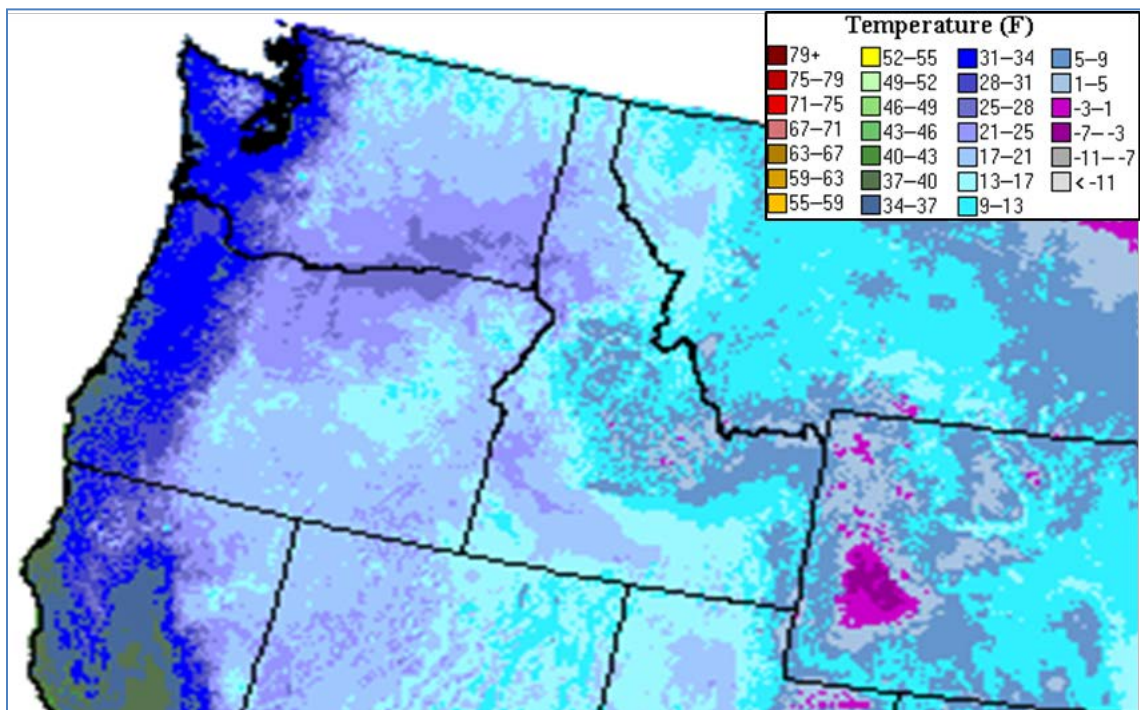 Temperature (F)
79+ 52–55 31–34 5–9
75–79 49–52 28–31 1–5
71–75 46–49 25–28 -3–1
67–71 43–46 21–25 -7– -3
63–67 40–43 17–21 -11– -7
59–63 37–40 13–17 < -11
55–59 34–37 9–13